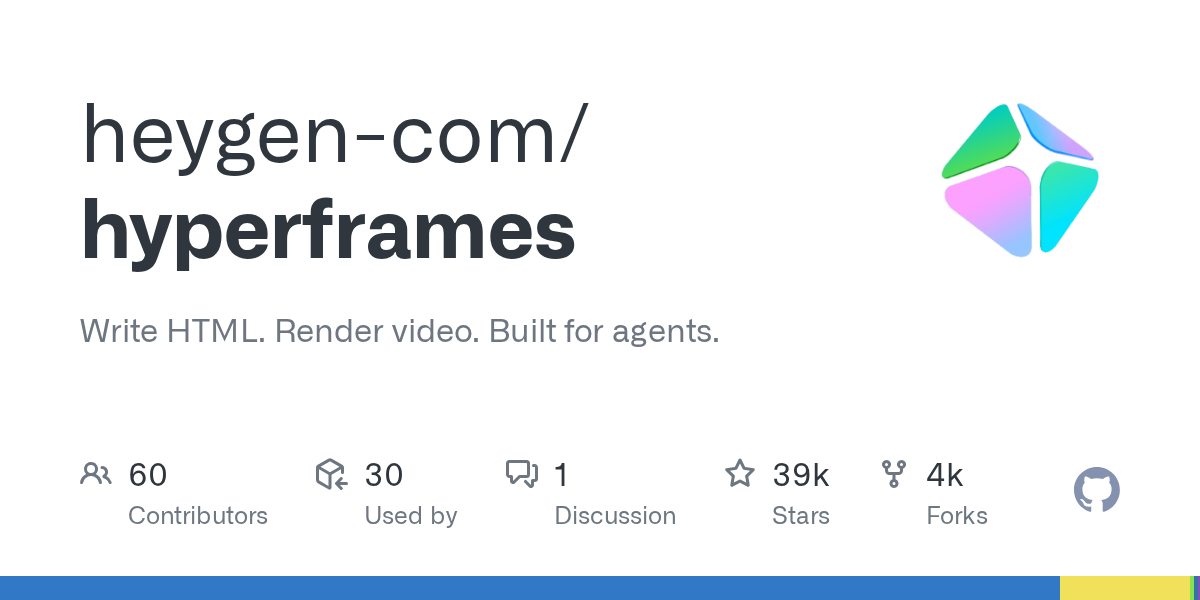 heygen-com/
hyperframes
Write HTML. Render video. Built for agents.
60
Contributors
30
Used by
1
Discussion
39k
Stars
4k
Forks